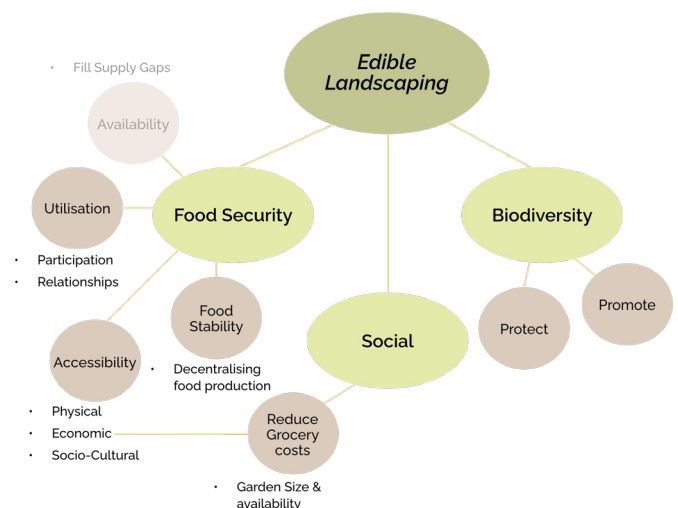 Edible
Landscaping
• Fill Supply Gaps
Availability
Utilisation
• Participation
• Relationships
Food Security
Biodiversity
Food
Stability
• Decentralising
food production
Accessibility
• Physical
• Economic
• Socio-Cultural
Social
Reduce
Grocery
costs
• Garden Size &
availability
Protect
Promote